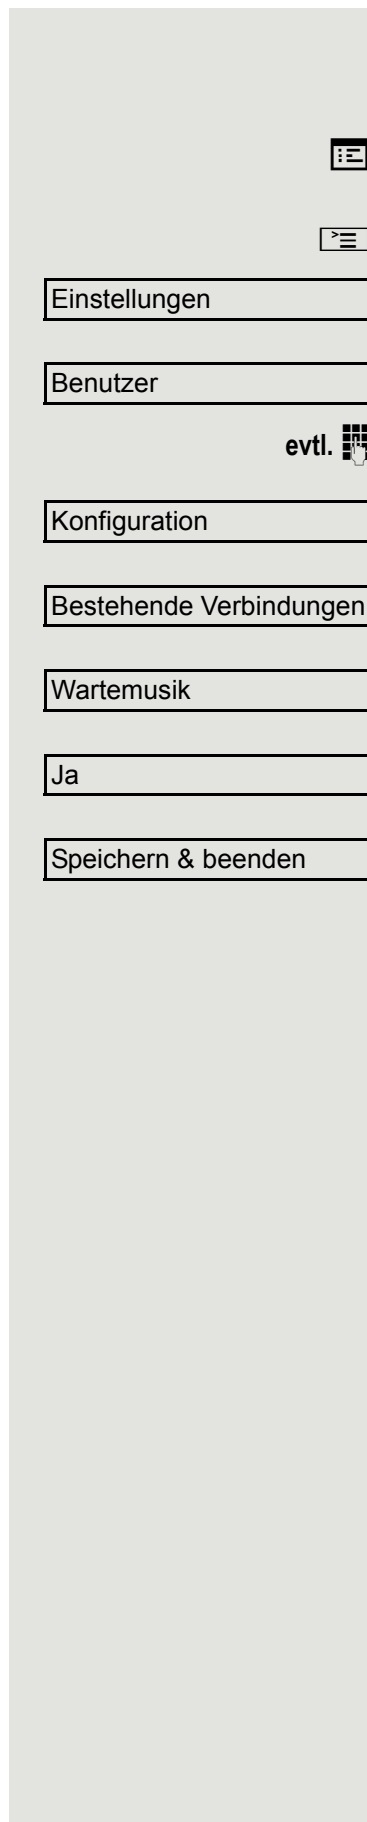 Einstellungen
Benutzer
evtl.
Konfiguration
Bestehende Verbindungen
Wartemusik
Ja
Speichern & beenden